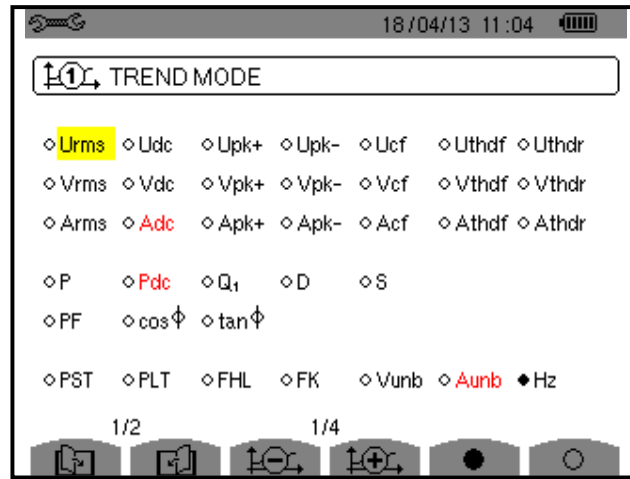 18/04/13 11:04
1 TREND MODE
Urms Udc Upk+ Upk- Ucf Uthdf Uthdr
Vrms Vdc Vpk+ Vpk- Vcf Vthdf Vthdr
Arms Adc Apk+ Apk- Acf Athdf Athdr
P Pdc Q₁ D S
PF cosϕ tanϕ
PST PLT FHL FK Vunb Aunb Hz
1/2 1/4